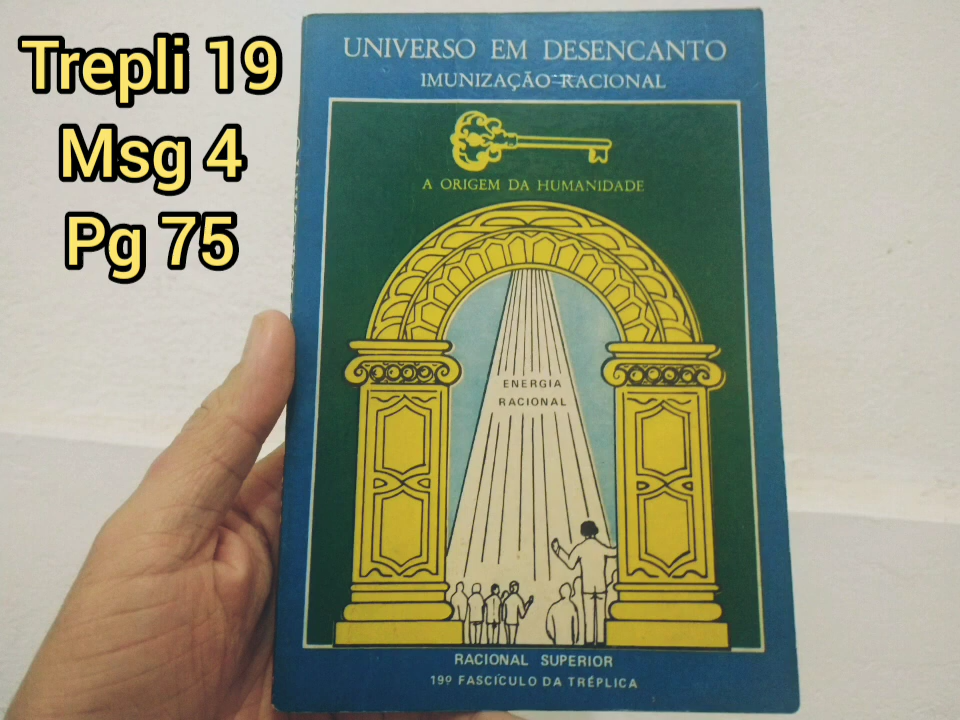 Trepli 19
Msg 4
Pg 75
UNIVERSO EM DESENCANTO
IMUNIZAÇÃO RACIONAL
A ORIGEM DA HUMANIDADE
ENERGIA
RACIONAL
RACIONAL SUPERIOR
19º FASCÍCULO DA TRÉPLICA